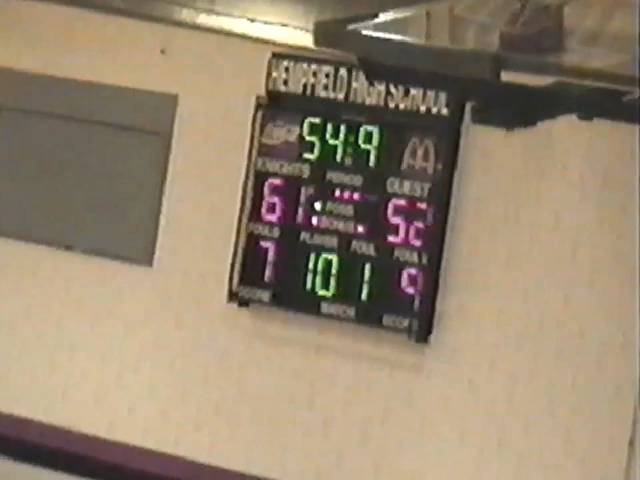 HEMPFIELD HIGH SCHOOL
54:9
KNIGHTS PERIOD GUEST
61 POSS. 5
BONUS
FOULS PLAYER FOUL FOULS
7 10 1 9